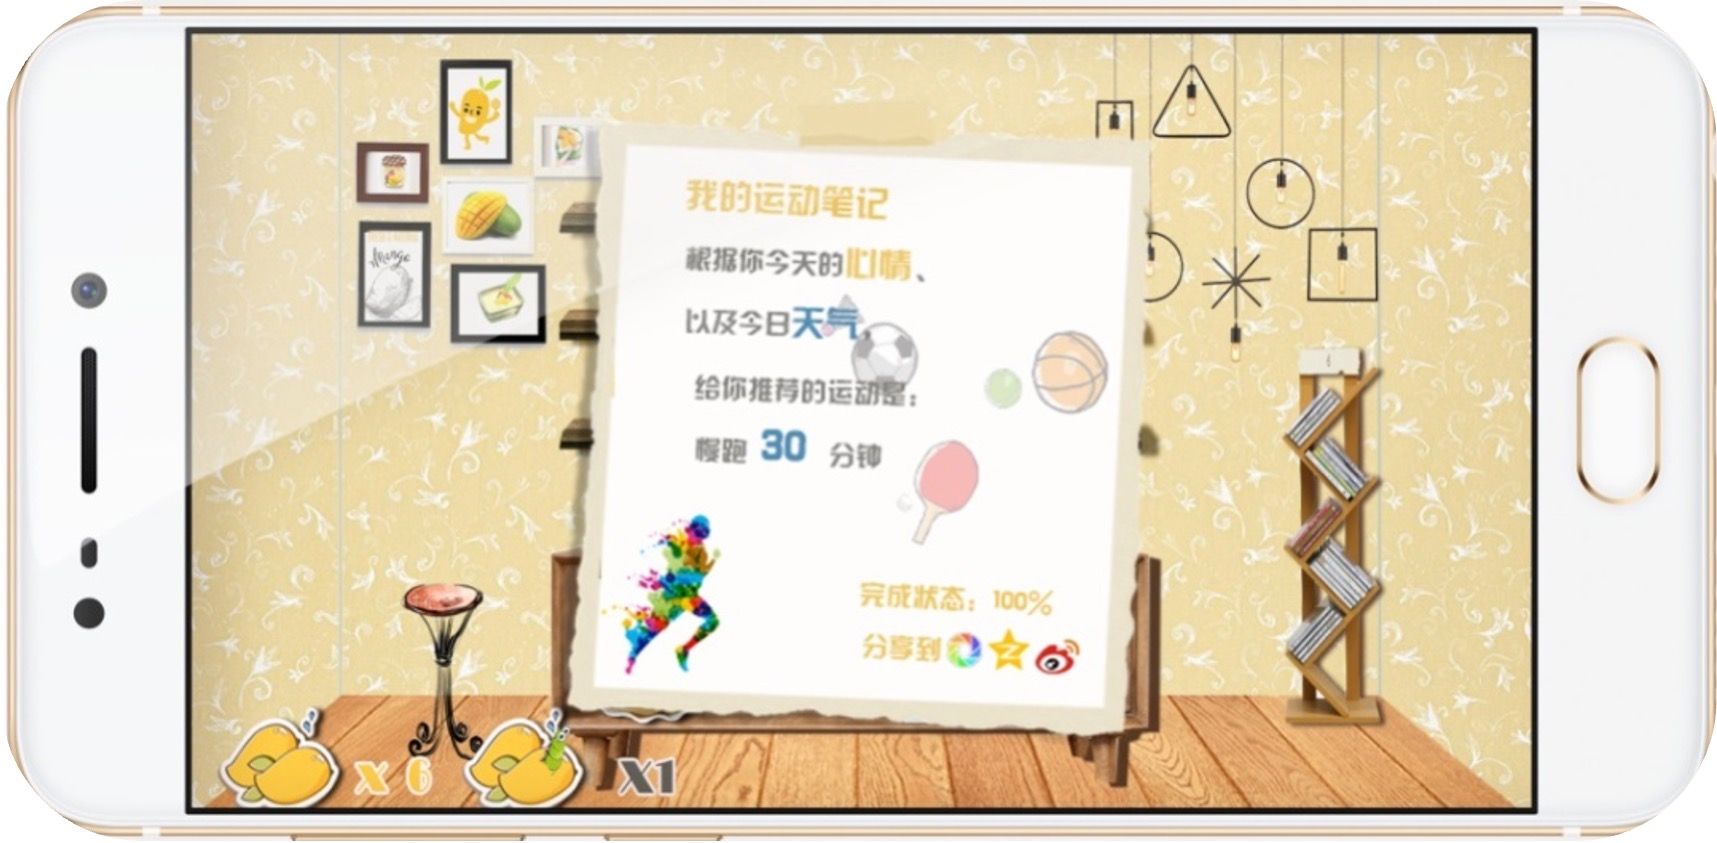 我的运动笔记
根据你今天的心情、
以及今日天气,
给你推荐的运动是:
慢跑 30 分钟
完成状态: 100%
分享到
Mango
X 6
X1